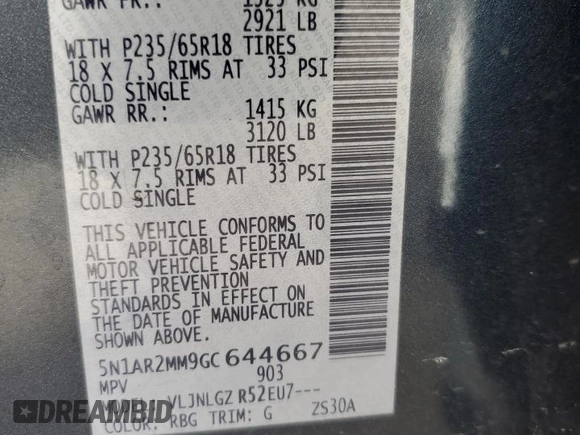 GAWR FR.: 1325 KG
2921 LB
WITH P235/65R18 TIRES
18 X 7.5 RIMS AT 33 PSI
COLD SINGLE
GAWR RR.: 1415 KG
3120 LB
WITH P235/65R18 TIRES
18 X 7.5 RIMS AT 33 PSI
COLD SINGLE
THIS VEHICLE CONFORMS TO
ALL APPLICABLE FEDERAL
MOTOR VEHICLE SAFETY AND
THEFT PREVENTION
STANDARDS IN EFFECT ON
THE DATE OF MANUFACTURE
SHOWN ABOVE.
5N1AR2MM9GC644667
MPV 903
VLJNLGZ R52EU7---
COLOR: RBG TRIM: G ZS30A
DREAMBID